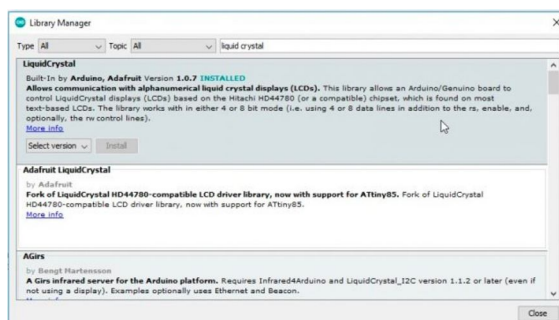 Library Manager
Type All Topic All liquid crystal
LiquidCrystal
Built-In by Arduino, Adafruit Version 1.0.7 INSTALLED
Allows communication with alphanumerical liquid crystal displays (LCDs). This library allows an Arduino/Genuino board to
control LiquidCrystal displays (LCDs) based on the Hitachi HD44780 (or a compatible) chipset, which is found on most
text-based LCDs. The library works with in either 4 or 8 bit mode (i.e. using 4 or 8 data lines in addition to the rs, enable, and,
optionally, the rw control lines).
More info
Select version Install
Adafruit LiquidCrystal
by Adafruit
Fork of LiquidCrystal HD44780-compatible LCD driver library, now with support for ATtiny85. Fork of LiquidCrystal
HD44780-compatible LCD driver library, now with support for ATtiny85.
More info
AGirs
by Bengt Martensson
A Girs infrared server for the Arduino platform. Requires Infrared4Arduino and LiquidCrystal_I2C version 1.1.2 or later (even if
not using a display). Examples optionally uses Ethernet and Beacon.
Close